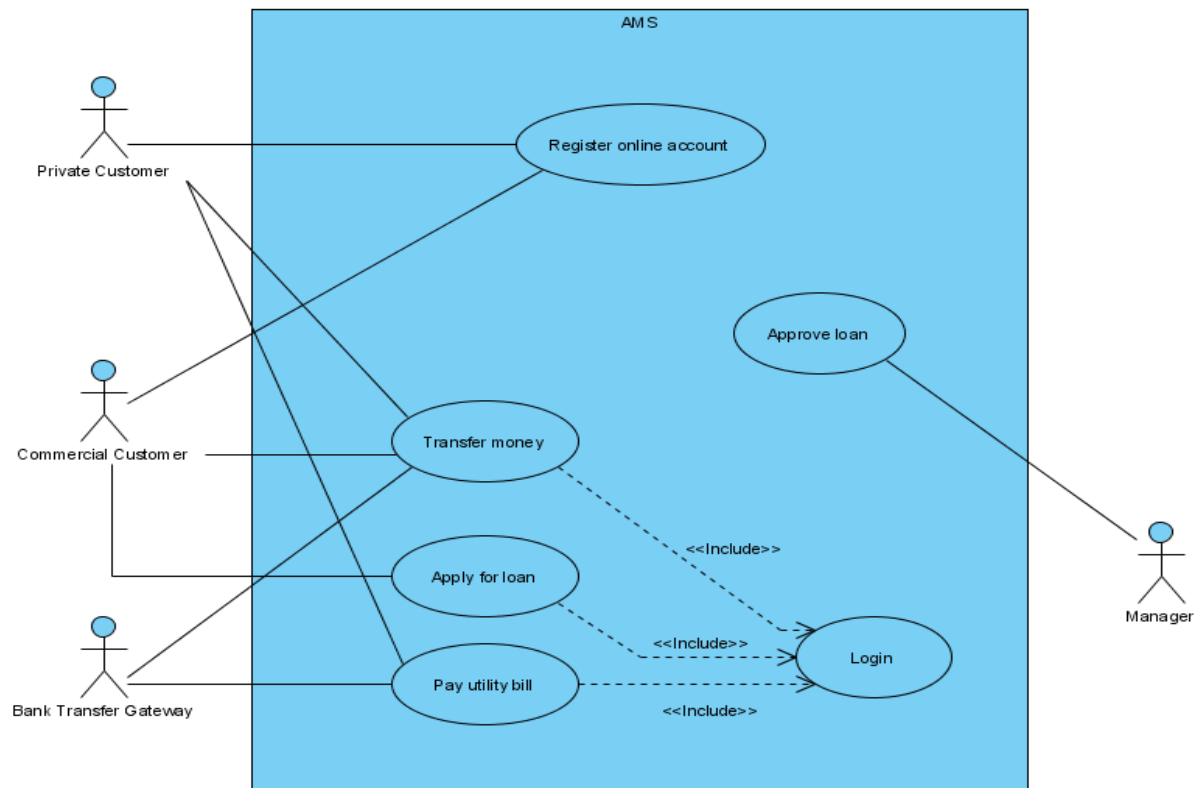 AMS
Private Customer
Register online account
Approve loan
Commercial Customer
Transfer money
<<Include>>
Apply for loan
Manager
<<Include>>
Login
Bank Transfer Gateway
Pay utility bill
<<Include>>